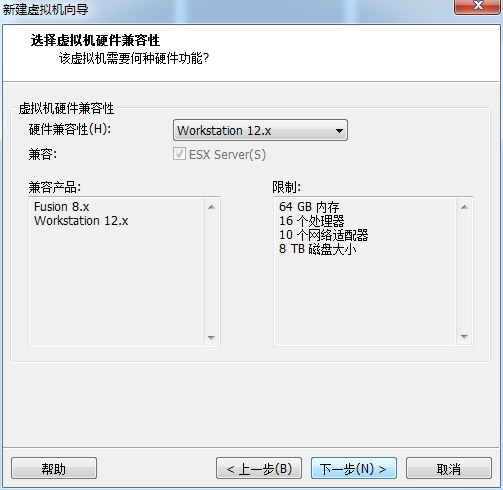 新建虚拟机向导
选择虚拟机硬件兼容性
该虚拟机需要何种硬件功能?
虚拟机硬件兼容性
硬件兼容性(H):
Workstation 12.x
兼容:
ESX Server(S)
兼容产品:
限制:
Fusion 8.x
Workstation 12.x
64 GB 内存
16 个处理器
10 个网络适配器
8 TB 磁盘大小
帮助
< 上一步(B)
下一步(N) >
取消